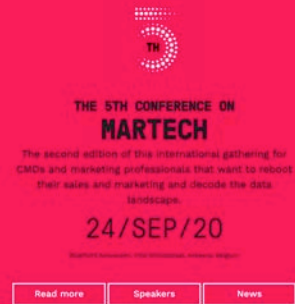 5
TH
THE 5TH CONFERENCE ON
MARTECH
The second edition of this international gathering for
CMOs and marketing professionals that want to reboot
their sales and marketing and decode the data
landscape.
24/SEP/20
Read more
Speakers
News